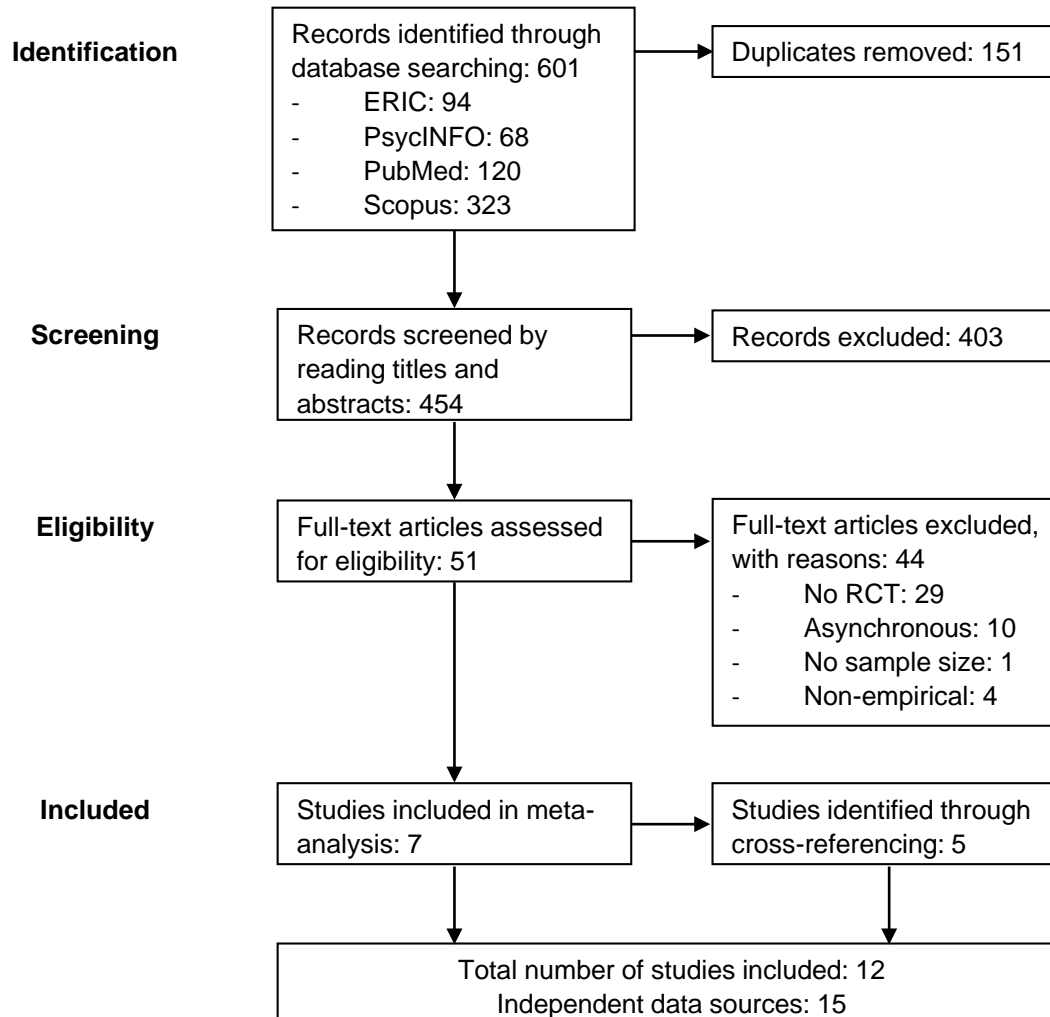 Identification
Records identified through
database searching: 601
- ERIC: 94
- PsycINFO: 68
- PubMed: 120
- Scopus: 323
Duplicates removed: 151
Screening
Records screened by
reading titles and
abstracts: 454
Records excluded: 403
Eligibility
Full-text articles assessed
for eligibility: 51
Full-text articles excluded,
with reasons: 44
- No RCT: 29
- Asynchronous: 10
- No sample size: 1
- Non-empirical: 4
Included
Studies included in meta-
analysis: 7
Studies identified through
cross-referencing: 5
Total number of studies included: 12
Independent data sources: 15